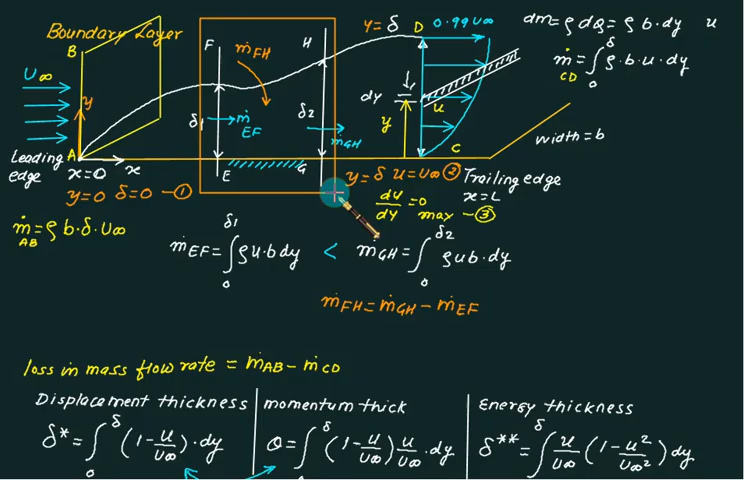 Boundary Layer
y = δ D 0.99U∞
dm = ρ dQ = ρ b·dy u
ṁCD = ∫₀^δ ρ·b·u·dy
B
F
H
ṁFH
U∞
y
δ1
ṁEF
δ2
ṁGH
dy
u
y
C
width = b
A
Leading edge
x=0
x
E
G
y=0 δ=0 – ①
y = δ u = U∞ ②
du/dy = 0 max – ③
Trailing edge
x = L
ṁAB = ρ b·δ·U∞
ṁEF = ∫₀^δ1 ρu·b dy < ṁGH = ∫₀^δ2 ρub·dy
ṁFH = ṁGH – ṁEF
loss in mass flow rate = ṁAB – ṁCD
Displacement thickness
momentum thick
Energy thickness
δ* = ∫₀^δ (1 – u/U∞)·dy
θ = ∫₀^δ (1 – u/U∞) u/U∞·dy
δ** = ∫^δ u/U∞ (1 – u²/U∞²) dy